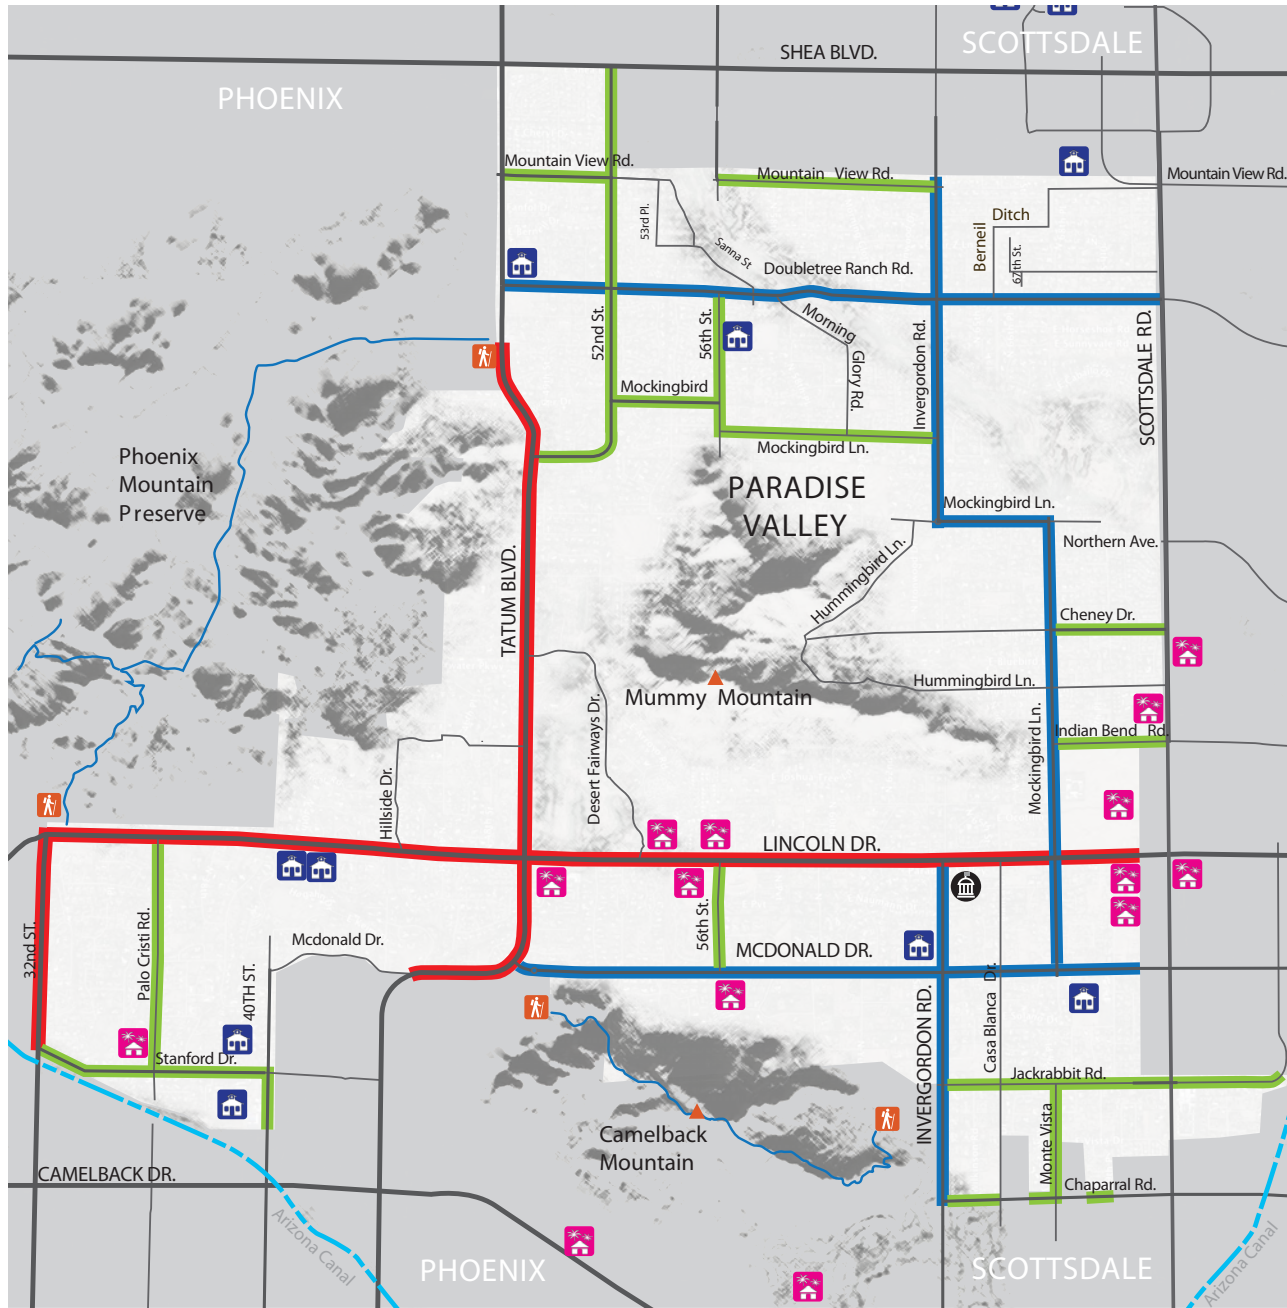 SCOTTSDALE
SHEA BLVD.
PHOENIX
Mountain View Rd.
Mountain View Rd.
Mountain View Rd.
53rd Pl.
Sanna St
Berneil
Ditch
67th St.
Doubletree Ranch Rd.
52nd St.
56th St.
Morning
Glory Rd.
Invergordon Rd.
SCOTTSDALE RD.
Mockingbird
Mockingbird Ln.
Phoenix
Mountain
Preserve
PARADISE
VALLEY
Mockingbird Ln.
Northern Ave.
TATUM BLVD.
Hummingbird Ln.
Cheney Dr.
Hummingbird Ln.
Mummy Mountain
Mockingbird Ln.
Indian Bend Rd.
Desert Fairways Dr.
Hillside Dr.
LINCOLN DR.
32nd ST.
Palo Cristi Rd.
Mcdonald Dr.
40TH ST.
56th St.
MCDONALD DR.
Casa Blanca Dr.
INVERGORDON RD.
Stanford Dr.
Jackrabbit Rd.
Monte Vista
Camelback
Mountain
CAMELBACK DR.
Chaparral Rd.
Arizona Canal
PHOENIX
SCOTTSDALE
Arizona Canal